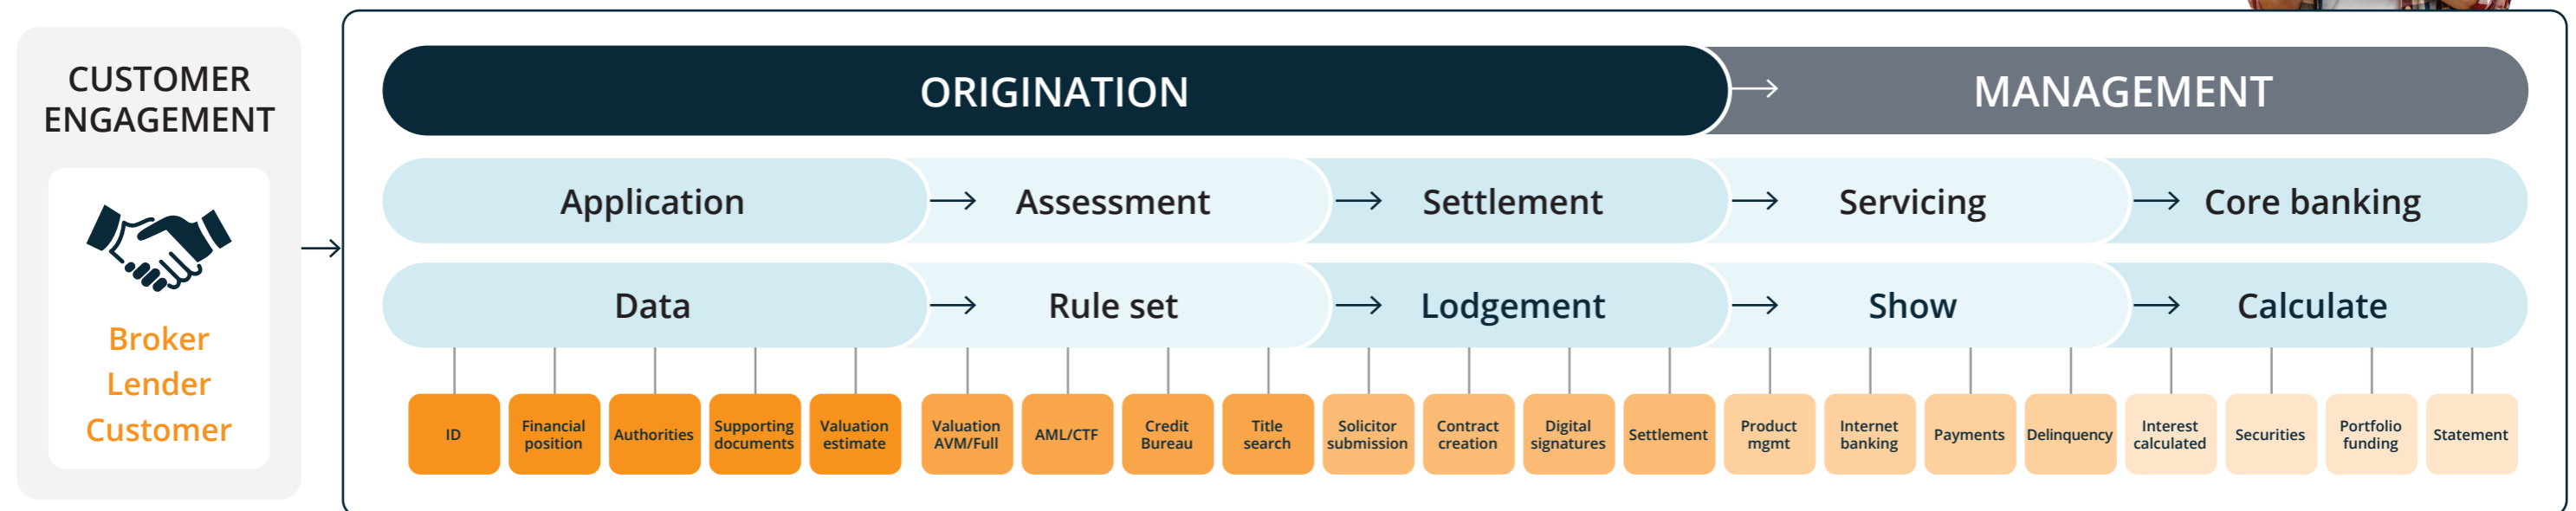 CUSTOMER
ENGAGEMENT
Broker
Lender
Customer
ORIGINATION
MANAGEMENT
Application
Assessment
Settlement
Servicing
Core banking
Data
Rule set
Lodgement
Show
Calculate
ID
Financial
position
Authorities
Supporting
documents
Valuation
estimate
Valuation
AVM/Full
AML/CTF
Credit
Bureau
Title
search
Solicitor
submission
Contract
creation
Digital
signatures
Settlement
Product
mgmt
Internet
banking
Payments
Delinquency
Interest
calculated
Securities
Portfolio
funding
Statement